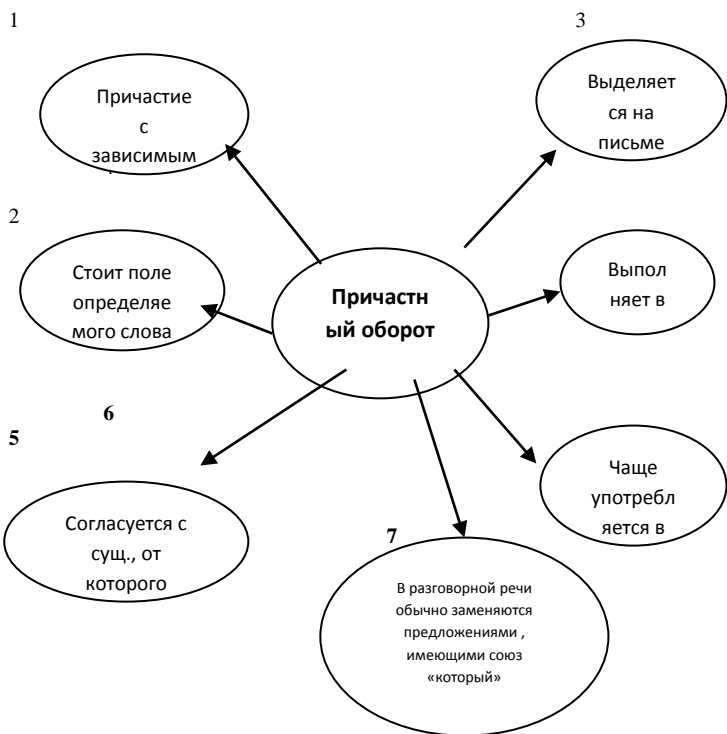 1
3
Причастие
с
зависимым
Выделяет
ся на
письме
2
Стоит поле
определяе
мого слова
Причастн
ый оборот
Выпол
няет в
6
5
Согласуется с
сущ., от
которого
Чаще
употребл
яется в
7
В разговорной речи
обычно заменяются
предложениями ,
имеющими союз
«который»